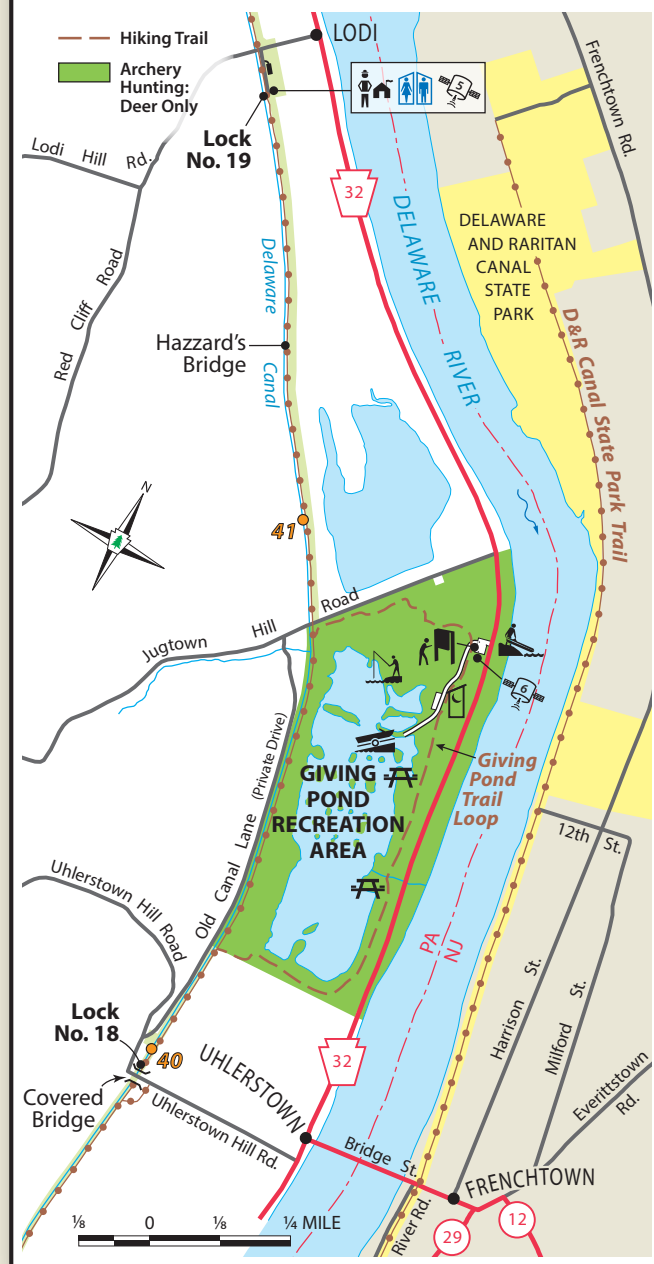 Hiking Trail
Archery
Hunting:
Deer Only
LODI
5
Lock
No. 19
Lodi Hill Rd.
Frenchtown Rd.
32
DELAWARE
RIVER
DELAWARE
AND RARITAN
CANAL
STATE
PARK
Delaware
Canal
Red Cliff Road
Hazzard's
Bridge
D&R Canal State Park Trail
N
41
Jugtown Hill Road
6
Old Canal Lane (Private Drive)
GIVING
POND
RECREATION
AREA
Giving
Pond
Trail
Loop
12th St.
Uhlerstown
Hill Road
PA
NJ
Harrison St.
Milford St.
Everittstown
Rd.
Lock
No. 18
40
UHLERSTOWN
32
Covered
Bridge
Uhlerstown Hill Rd.
Bridge St.
FRENCHTOWN
River Rd.
29
12
⅛ 0 ⅛ ¼ MILE